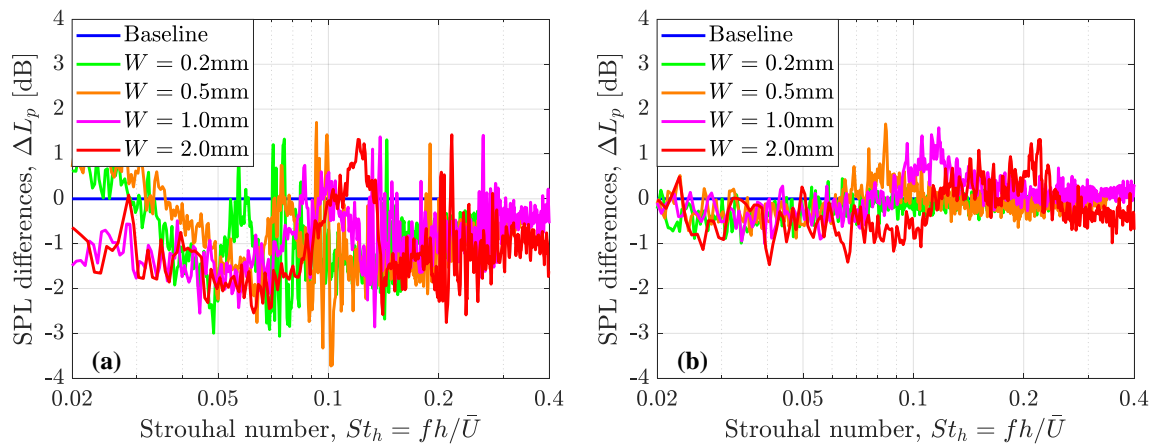 4
3
2
1
0
-1
-2
-3
-4
SPL differences, ΔL_p [dB]
Baseline
W = 0.2mm
W = 0.5mm
W = 1.0mm
W = 2.0mm
(a)
0.02 0.05 0.1 0.2 0.4
Strouhal number, St_h = fh/Ū
4
3
2
1
0
-1
-2
-3
-4
SPL differences, ΔL_p [dB]
Baseline
W = 0.2mm
W = 0.5mm
W = 1.0mm
W = 2.0mm
(b)
0.02 0.05 0.1 0.2 0.4
Strouhal number, St_h = fh/Ū